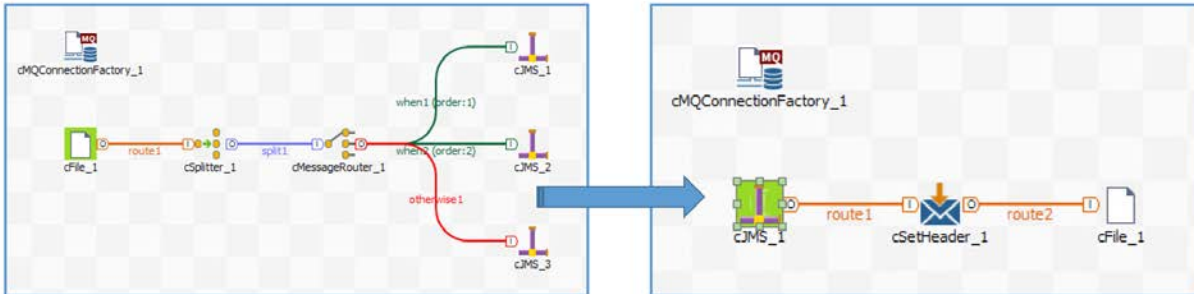 MQ
cMQConnectionFactory_1
I
cJMS_1
when1 (order:1)
O
route1
I
O
split1
I
O
when2 (order:2)
I
cFile_1
cSplitter_1
cMessageRouter_1
cJMS_2
otherwise1
I
cJMS_3
MQ
cMQConnectionFactory_1
O
route1
I
O
route2
I
cJMS_1
cSetHeader_1
cFile_1